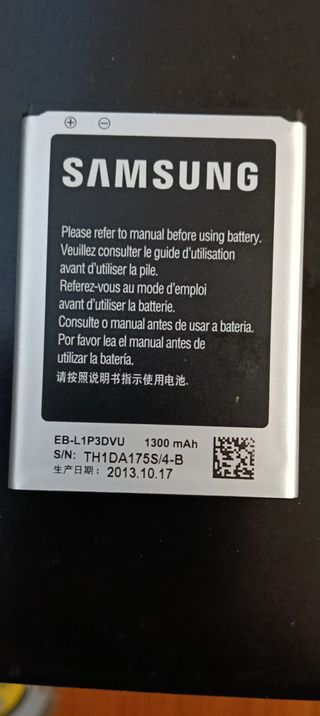 ⊕ ⊖
SAMSUNG
Please refer to manual before using battery.
Veuillez consulter le guide d'utilisation
avant d'utiliser la pile.
Referez-vous au mode d'emploi
avant d'utiliser la batterie.
Consulte o manual antes de usar a bateria.
Por favor lea el manual antes de
utilizar la batería.
请按照说明书指示使用电池.
EB-L1P3DVU 1300 mAh
S/N: TH1DA175S/4-B
生产日期: 2013.10.17